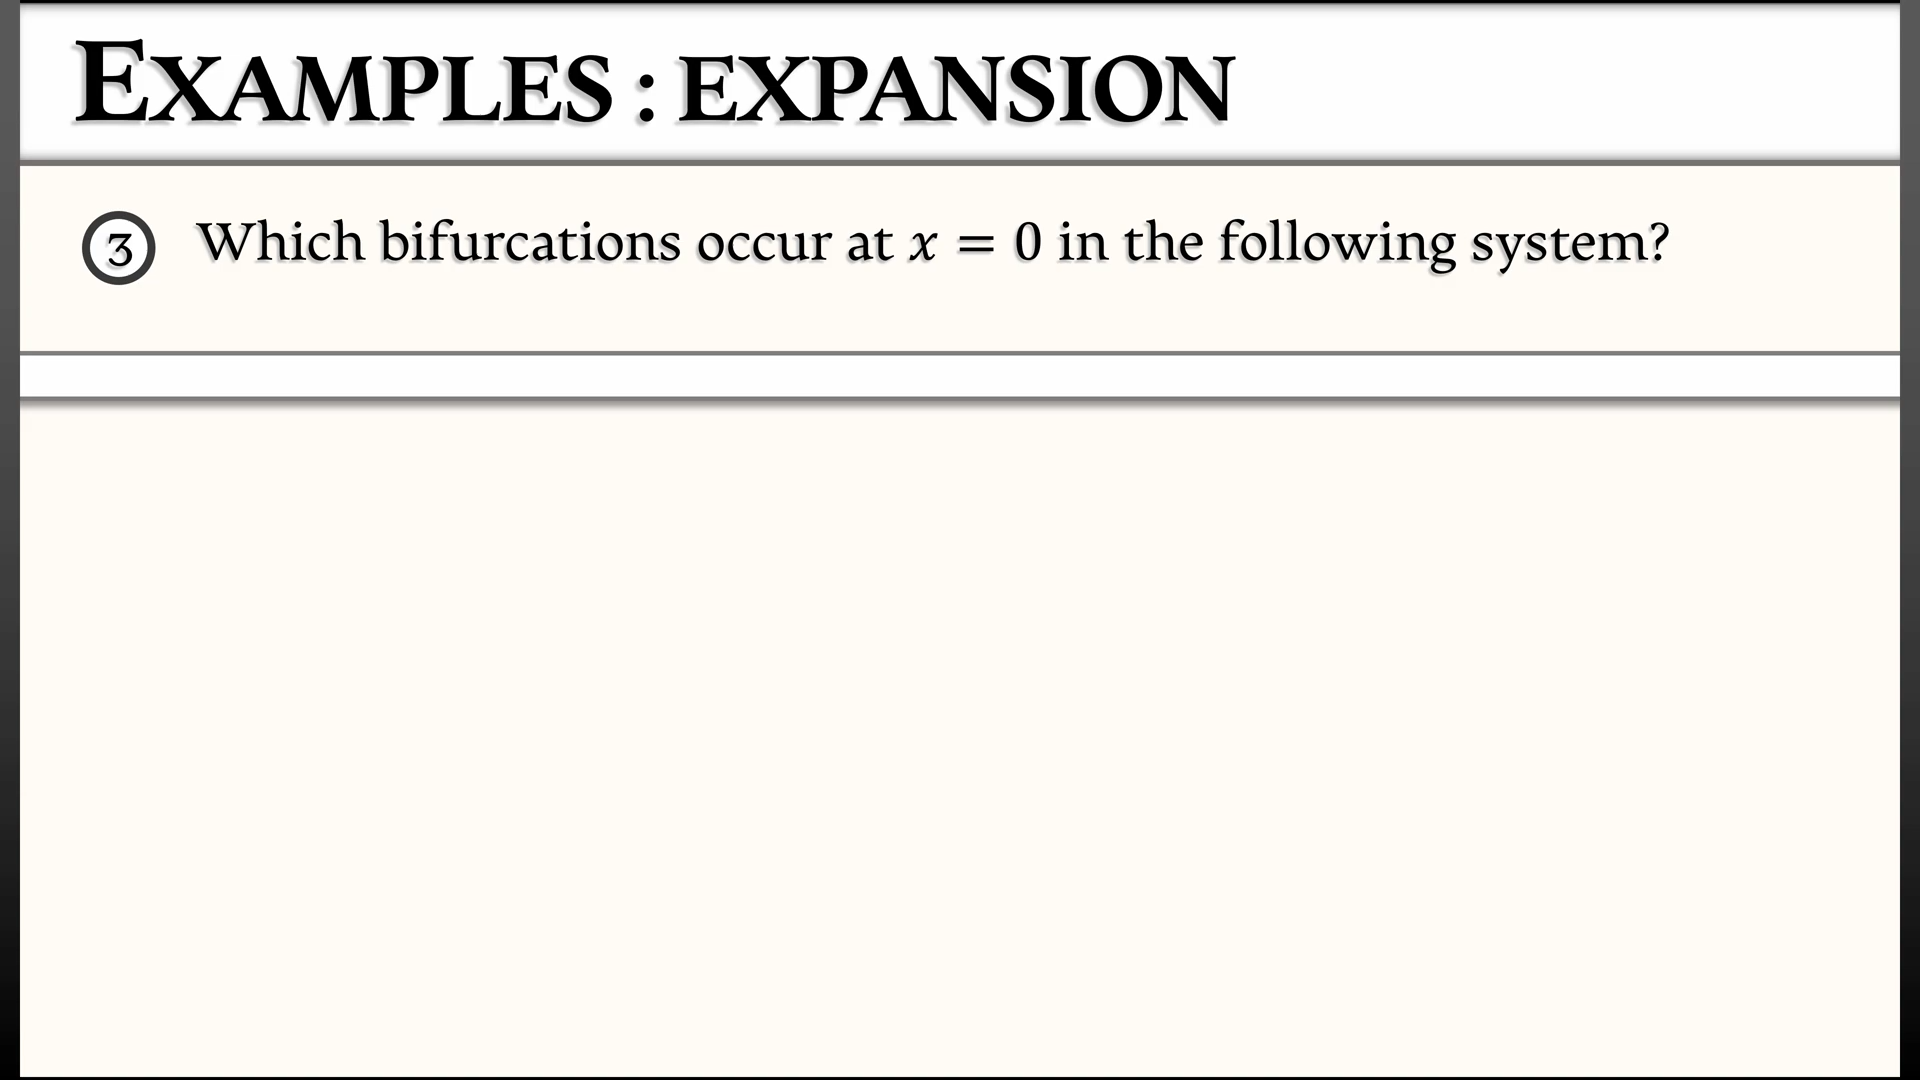 EXAMPLES : EXPANSION
3 Which bifurcations occur at x = 0 in the following system?